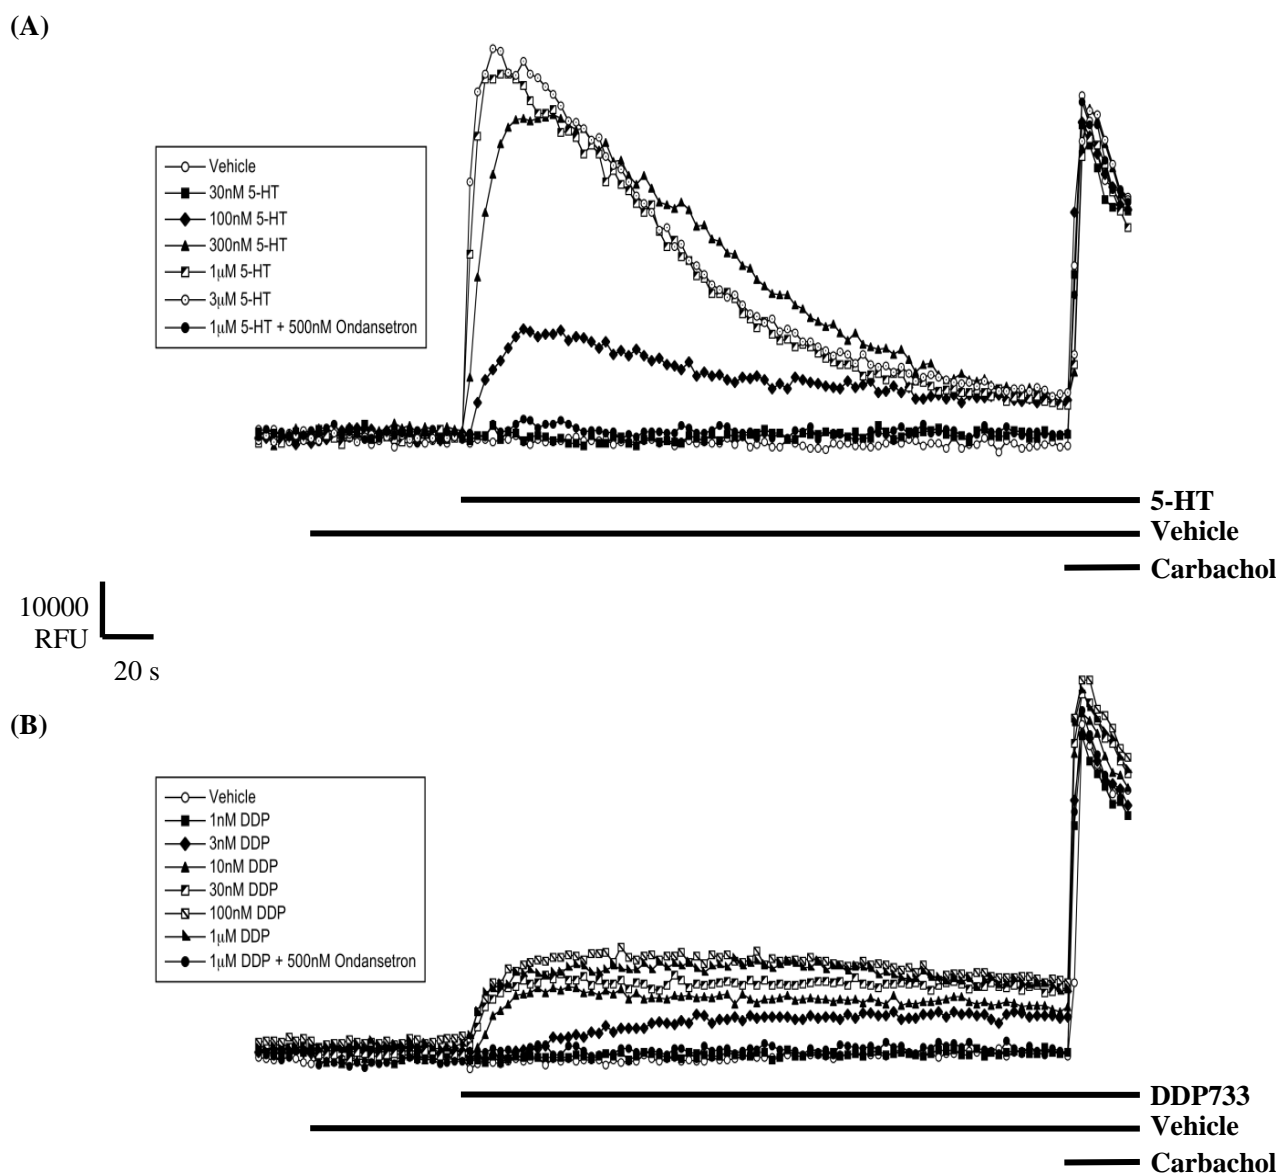 (A)
Vehicle
30nM 5-HT
100nM 5-HT
300nM 5-HT
1μM 5-HT
3μM 5-HT
1μM 5-HT + 500nM Ondansetron
5-HT
Vehicle
Carbachol
10000
RFU
20 s
(B)
Vehicle
1nM DDP
3nM DDP
10nM DDP
30nM DDP
100nM DDP
1μM DDP
1μM DDP + 500nM Ondansetron
DDP733
Vehicle
Carbachol